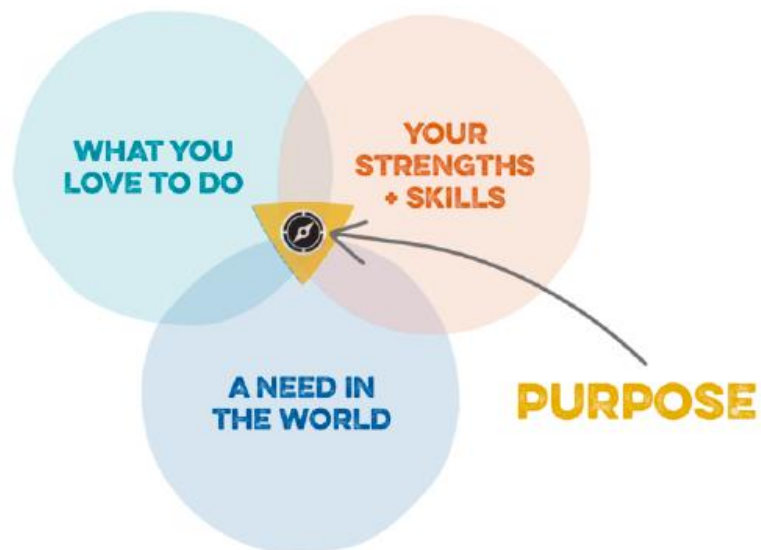 WHAT YOU
LOVE TO DO
YOUR
STRENGTHS
+ SKILLS
A NEED IN
THE WORLD
PURPOSE